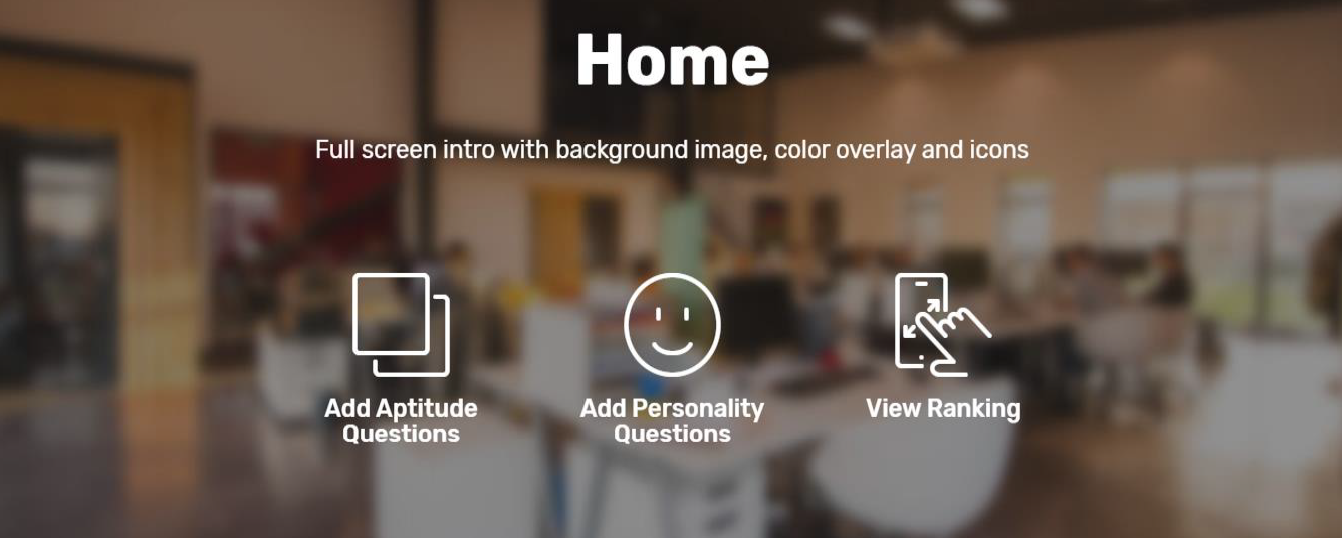 Home
Full screen intro with background image, color overlay and icons
Add Aptitude
Questions
Add Personality
Questions
View Ranking